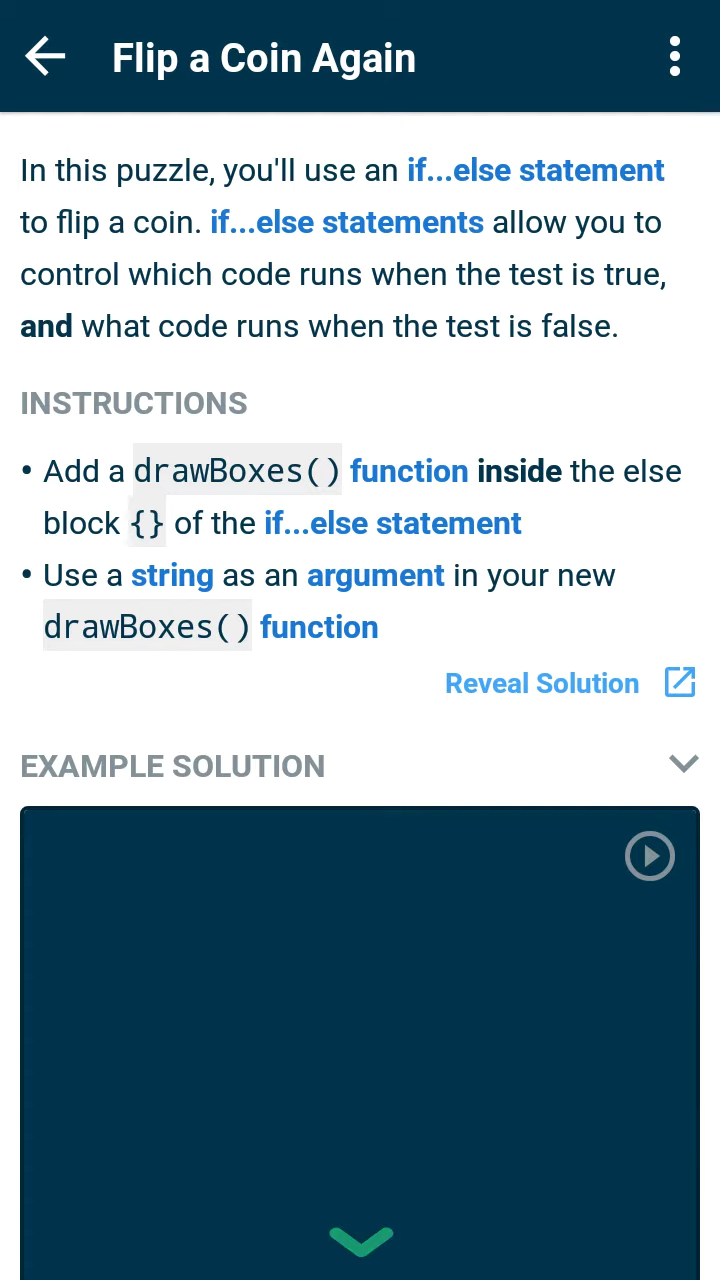 Flip a Coin Again
In this puzzle, you'll use an if...else statement
to flip a coin. if...else statements allow you to
control which code runs when the test is true,
and what code runs when the test is false.
INSTRUCTIONS
• Add a drawBoxes() function inside the else
block {} of the if...else statement
• Use a string as an argument in your new
drawBoxes() function
Reveal Solution
EXAMPLE SOLUTION